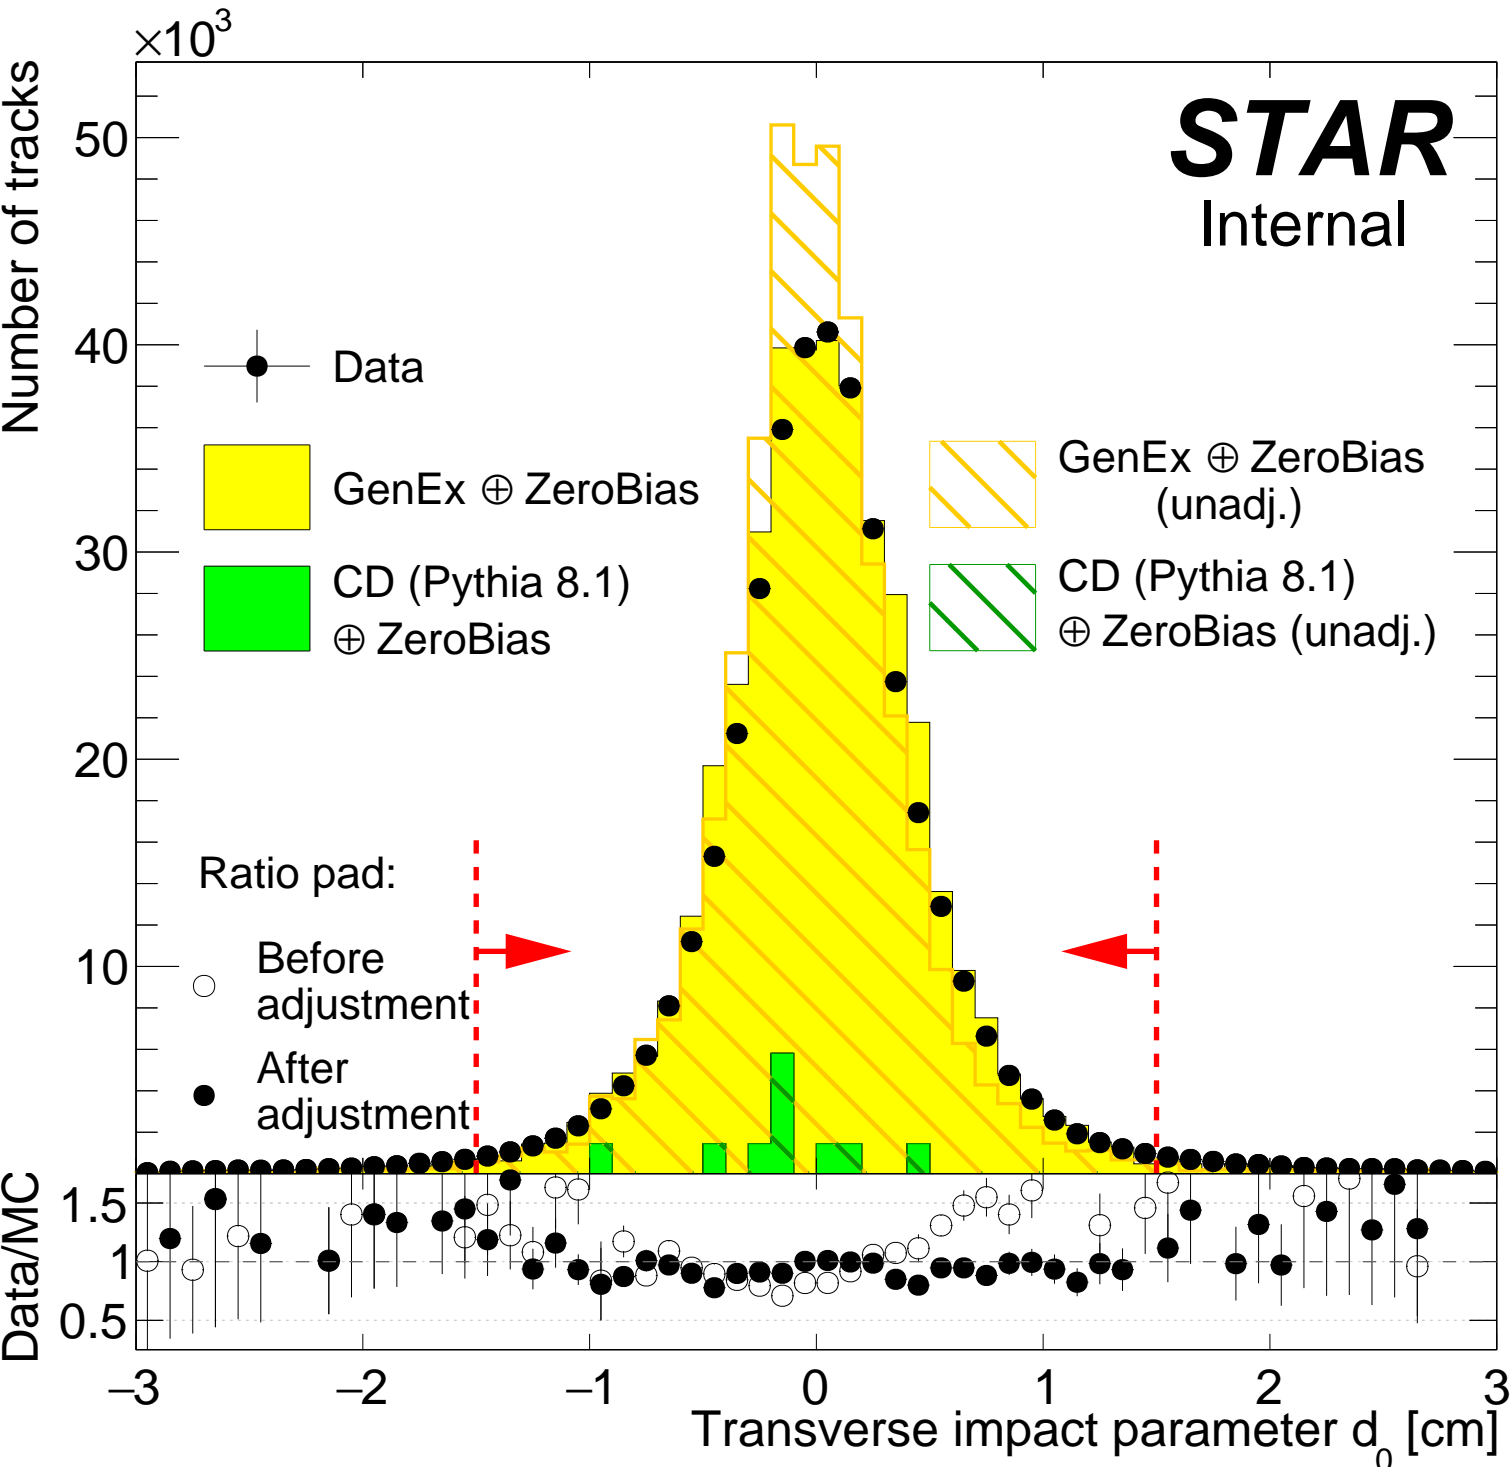 ×10³
Number of tracks
50
40
30
20
10
STAR
Internal
Data
GenEx ⊕ ZeroBias
CD (Pythia 8.1)
⊕ ZeroBias
GenEx ⊕ ZeroBias
(unadj.)
CD (Pythia 8.1)
⊕ ZeroBias (unadj.)
Ratio pad:
Before
adjustment
After
adjustment
Data/MC
1.5
1
0.5
−3 −2 −1 0 1 2 3
Transverse impact parameter d₀ [cm]